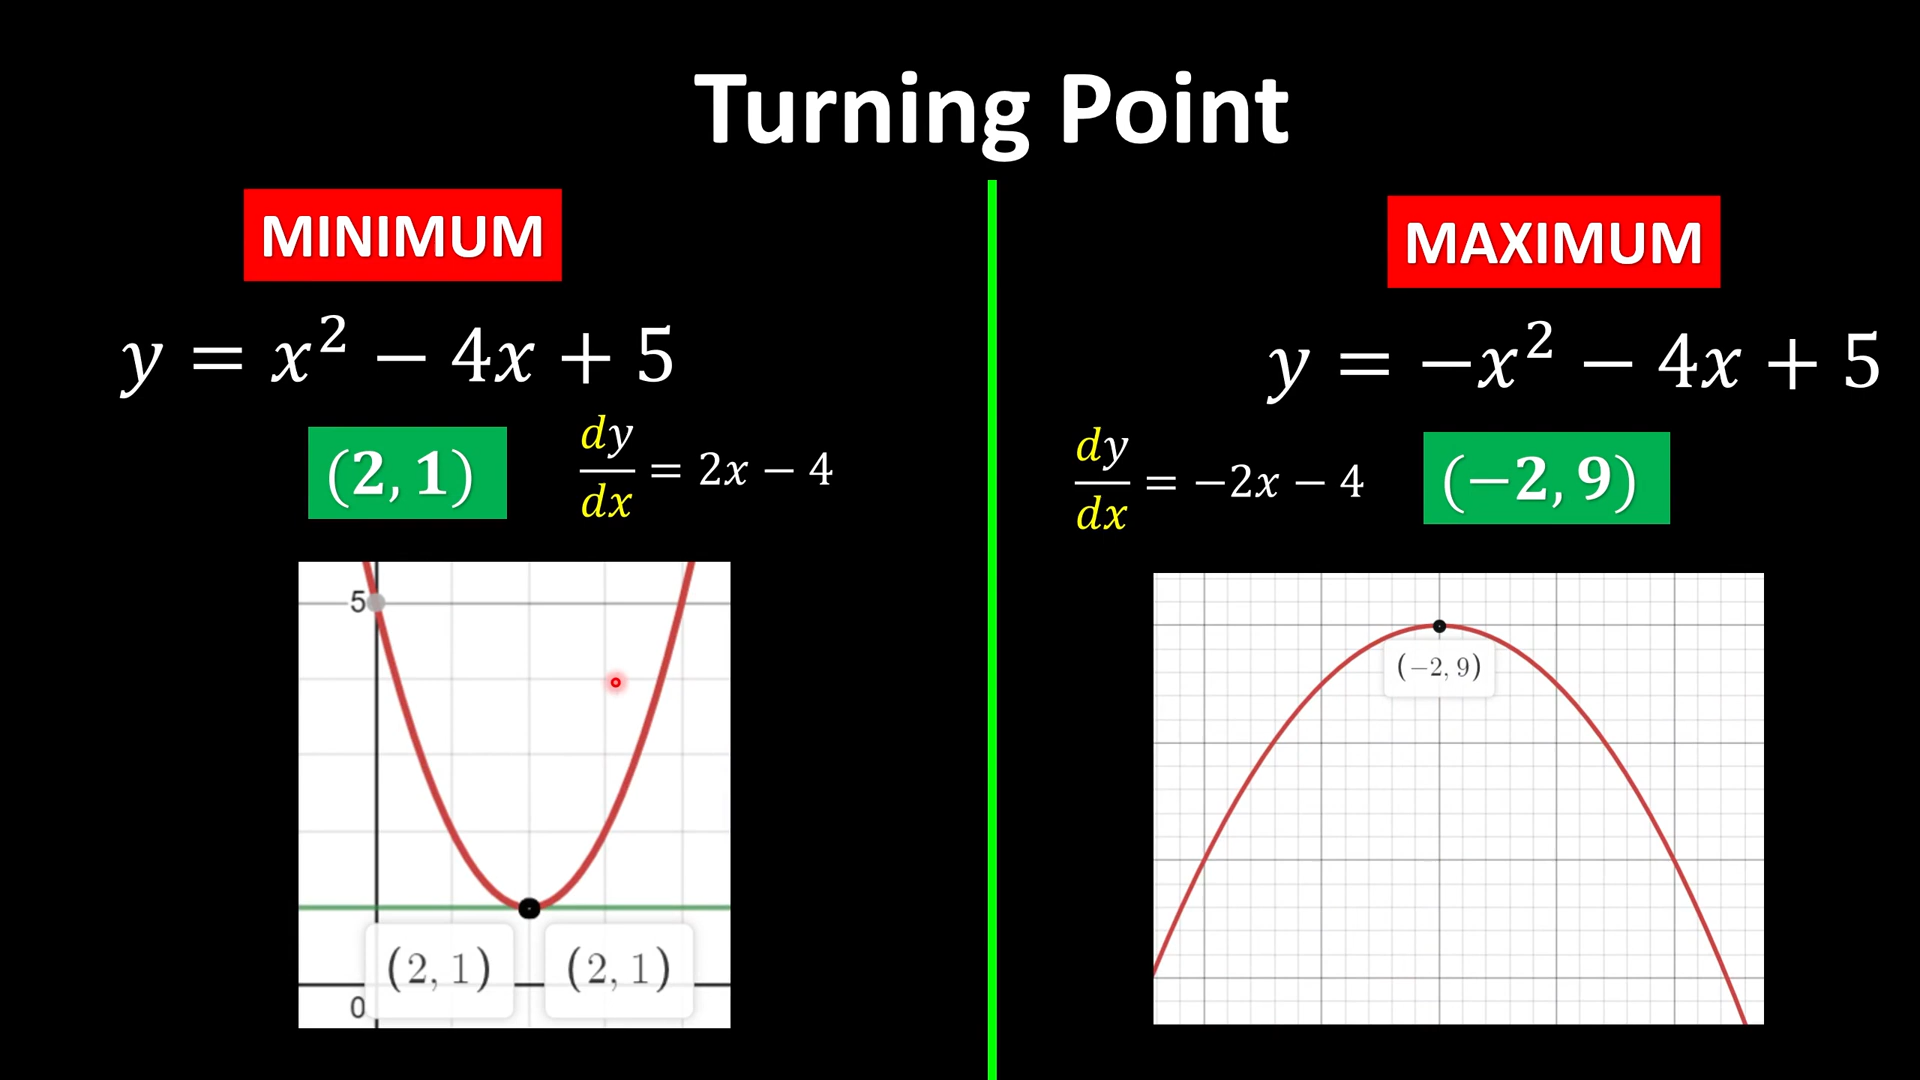 Turning Point
MINIMUM
y = x² − 4x + 5
(2, 1)
dy/dx = 2x − 4
5
(2, 1) (2, 1)
0
MAXIMUM
y = −x² − 4x + 5
dy/dx = −2x − 4
(−2, 9)
(−2, 9)